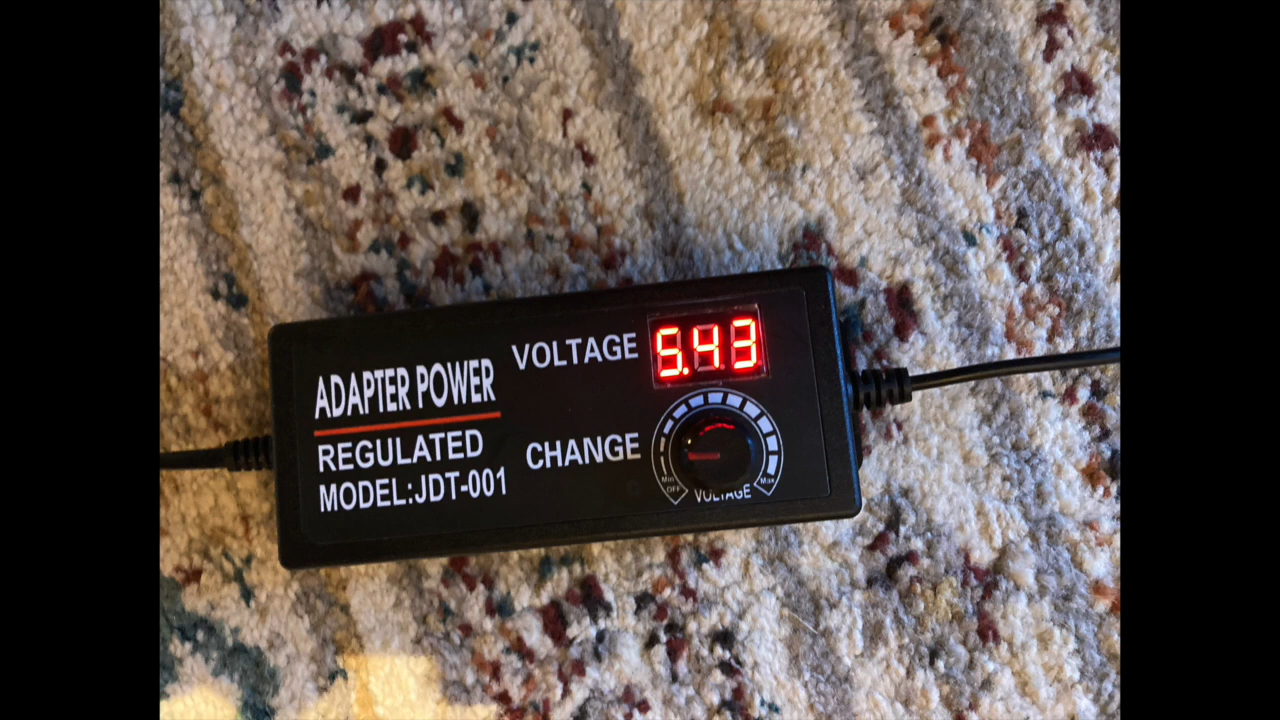 ADAPTER POWER
REGULATED
MODEL:JDT-001
VOLTAGE 5.43
CHANGE
Min
OFF
VOLTAGE
Max